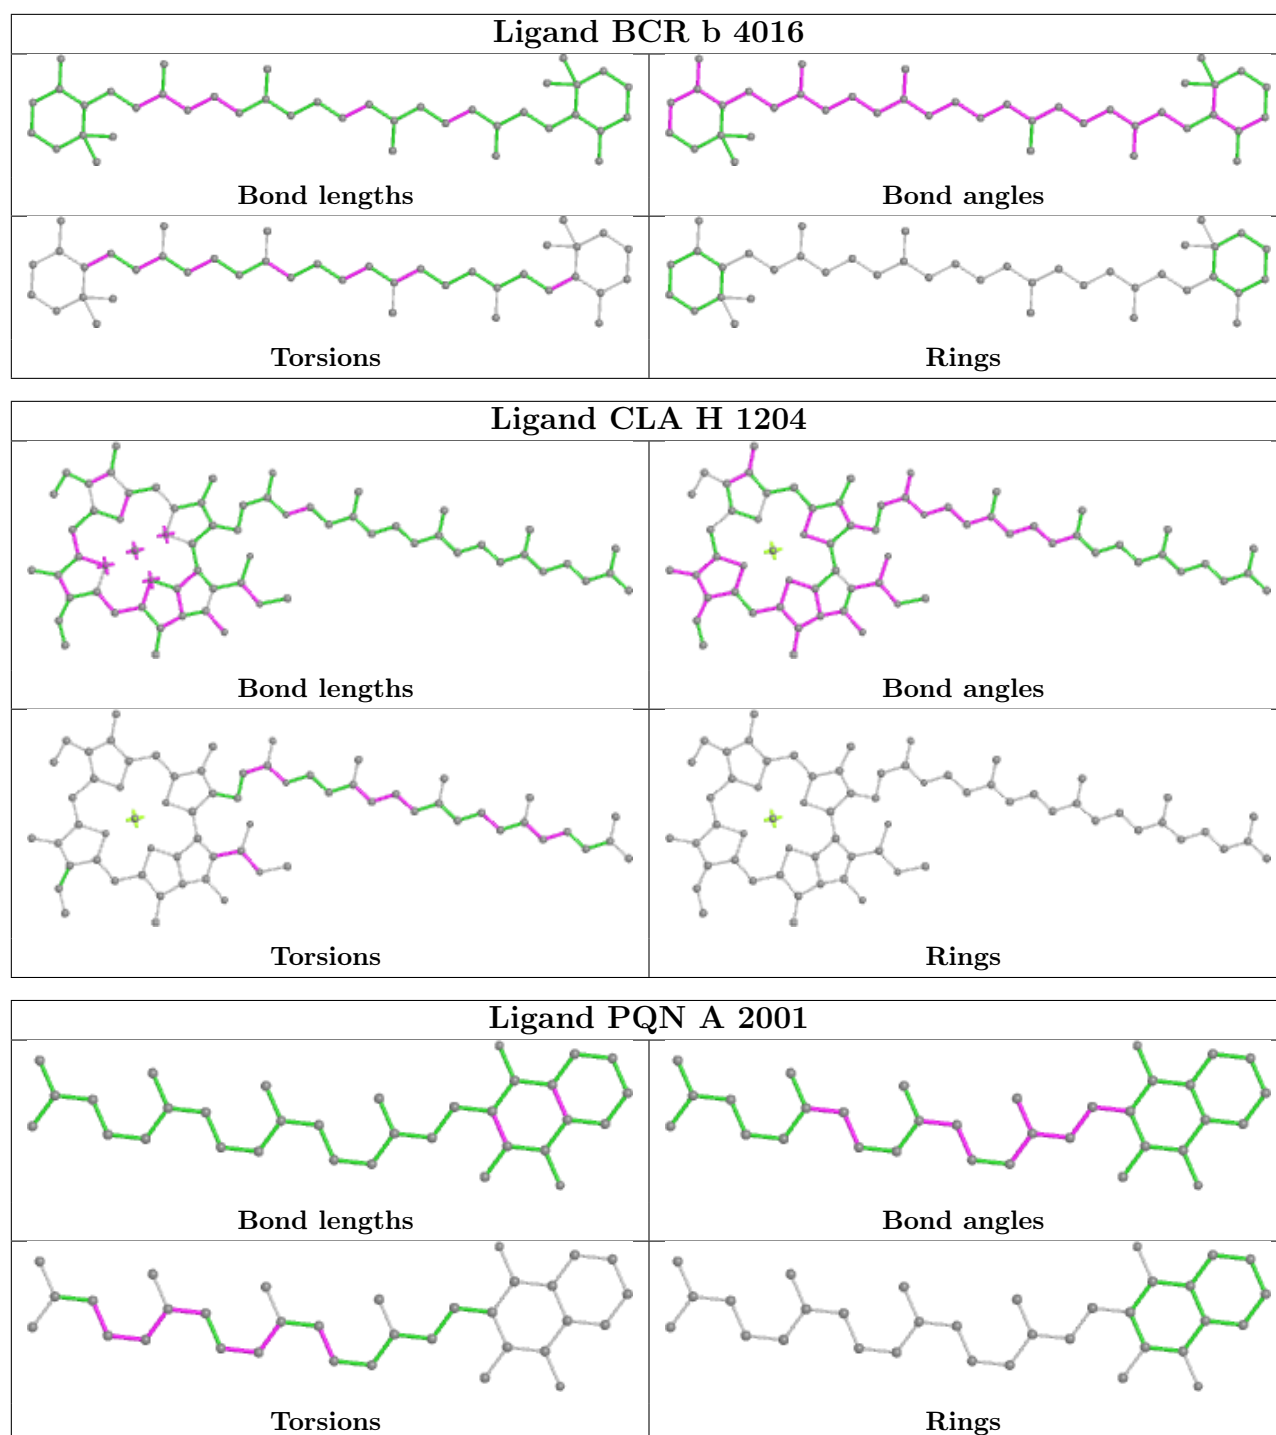 Ligand BCR b 4016
Bond lengths
Bond angles
Torsions
Rings
Ligand CLA H 1204
Bond lengths
Bond angles
Torsions
Rings
Ligand PQN A 2001
Bond lengths
Bond angles
Torsions
Rings